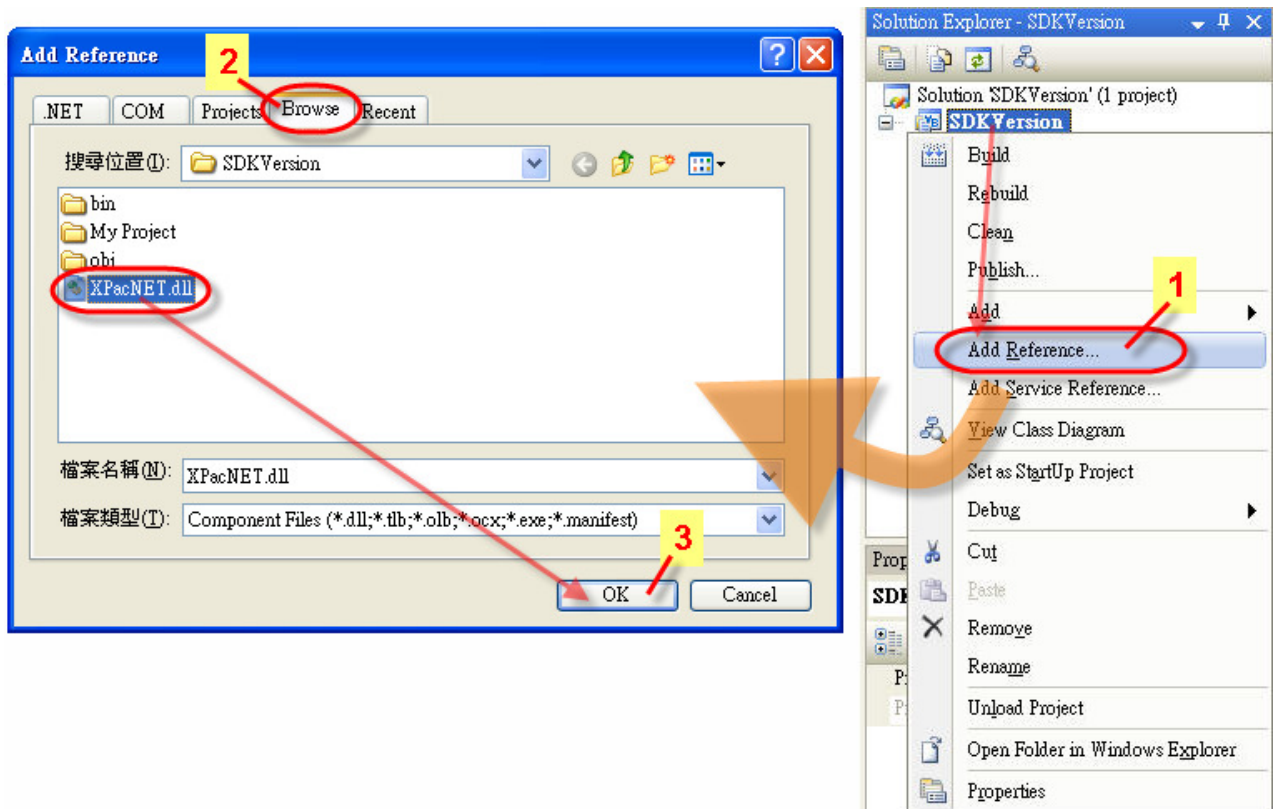 Add Reference
2
.NET COM Projects Browse Recent
搜尋位置(I): SDKVersion
bin
My Project
obj
XPacNET.dll
檔案名稱(N): XPacNET.dll
檔案類型(T): Component Files (*.dll;*.tlb;*.olb;*.ocx;*.exe;*.manifest)
3
OK Cancel
Solution Explorer - SDKVersion
Solution 'SDKVersion' (1 project)
SDKVersion
Build
Rebuild
Clean
Publish...
1
Add
Add Reference...
Add Service Reference...
View Class Diagram
Set as StartUp Project
Debug
Cut
Paste
Remove
Rename
Unload Project
Open Folder in Windows Explorer
Properties
Prop